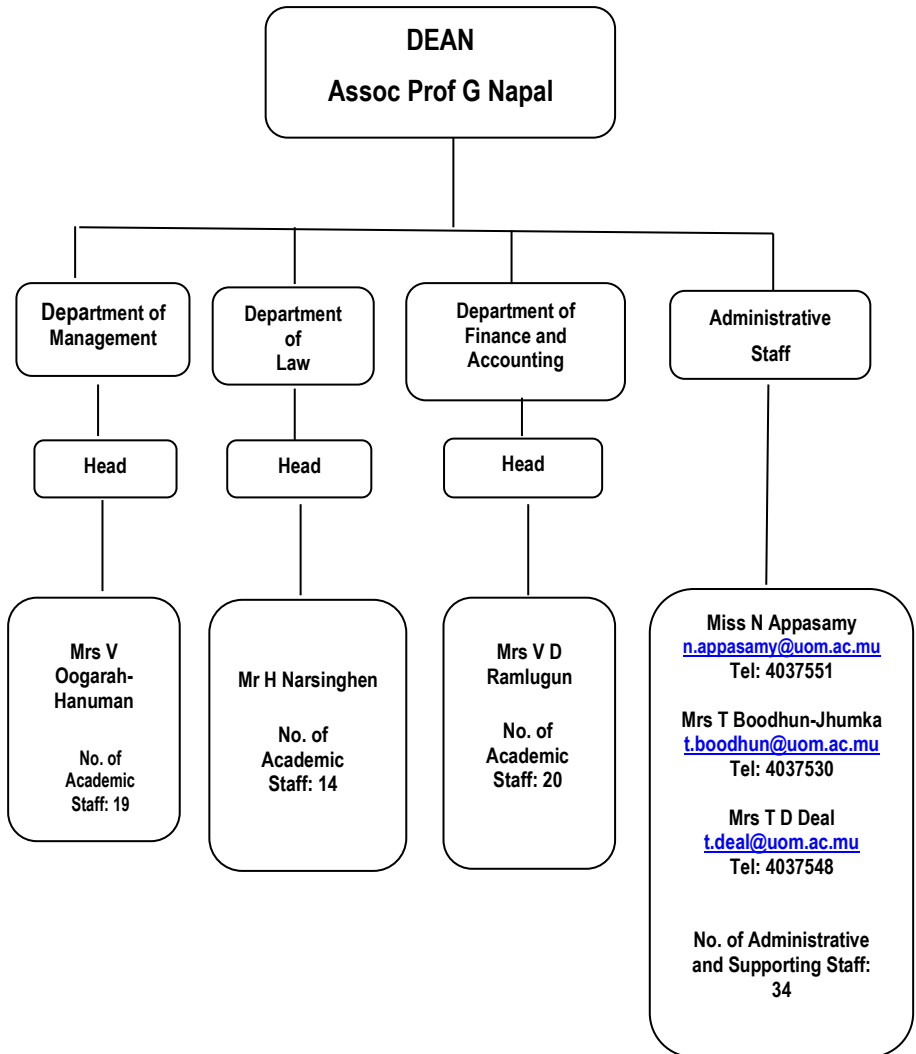 DEAN
Assoc Prof G Napal
Department of
Management
Department
of
Law
Department of
Finance and
Accounting
Administrative
Staff
Head
Head
Head
Mrs V
Oogarah-
Hanuman
No. of
Academic
Staff: 19
Mr H Narsinghen
No. of
Academic
Staff: 14
Mrs V D
Ramlugun
No. of
Academic
Staff: 20
Miss N Appasamy
n.appasamy@uom.ac.mu
Tel: 4037551
Mrs T Boodhun-Jhumka
t.boodhun@uom.ac.mu
Tel: 4037530
Mrs T D Deal
t.deal@uom.ac.mu
Tel: 4037548
No. of Administrative
and Supporting Staff:
34